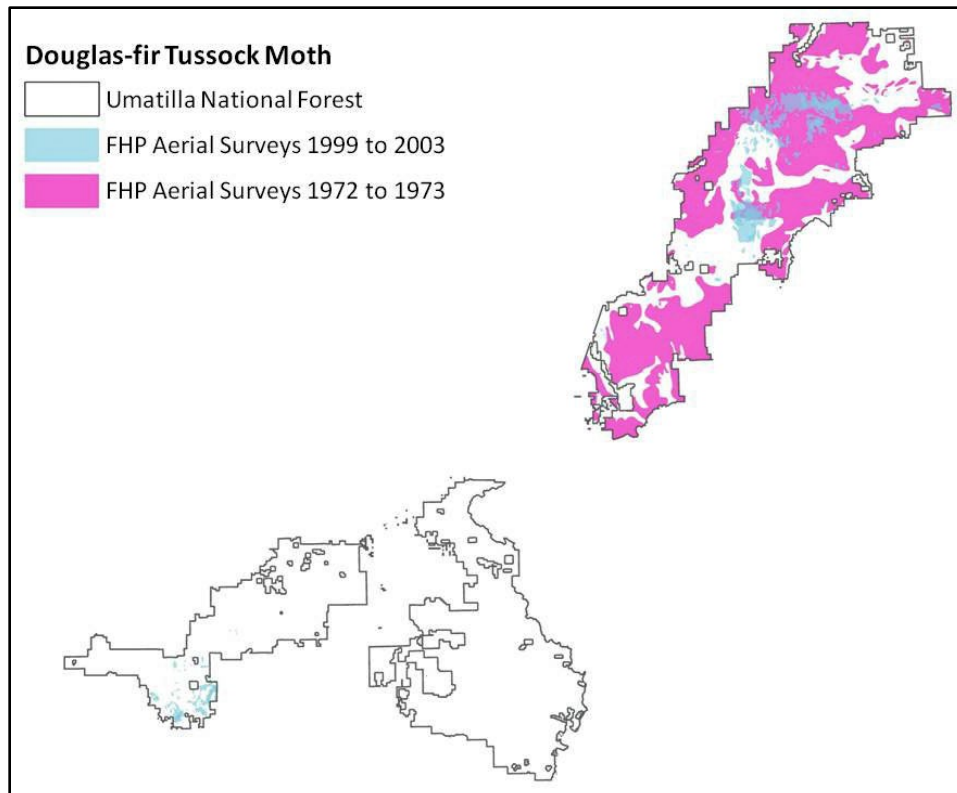 Douglas-fir Tussock Moth
Umatilla National Forest
FHP Aerial Surveys 1999 to 2003
FHP Aerial Surveys 1972 to 1973